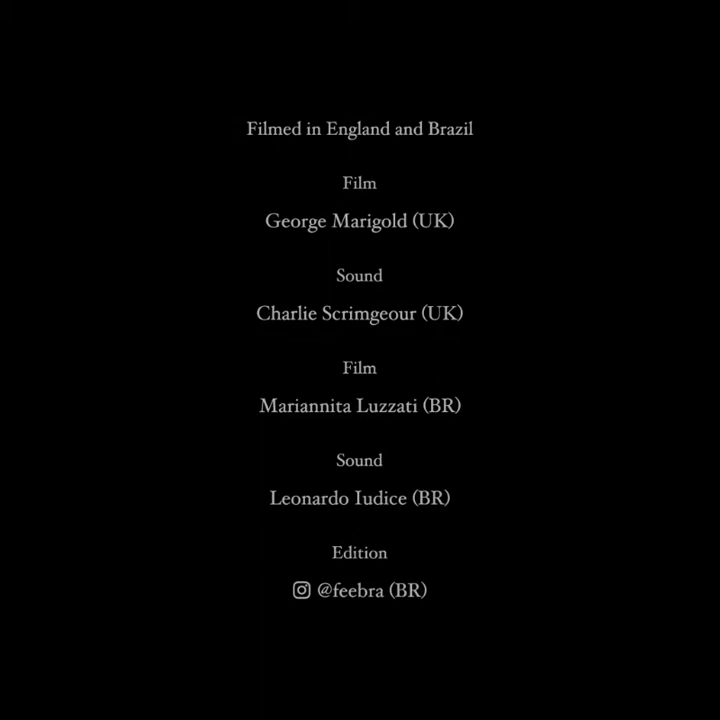 Filmed in England and Brazil
Film
George Marigold (UK)
Sound
Charlie Scrimgeour (UK)
Film
Mariannita Luzzati (BR)
Sound
Leonardo Iudice (BR)
Edition
@feebra (BR)